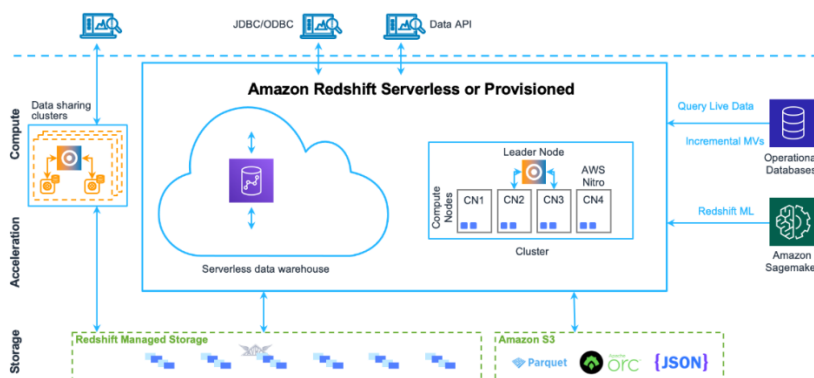 JDBC/ODBC
Data API
Amazon Redshift Serverless or Provisioned
Data sharing
clusters
Compute
Acceleration
Storage
Serverless data warehouse
Leader Node
AWS
Nitro
Compute
Nodes
CN1
CN2
CN3
CN4
Cluster
Query Live Data
Incremental MVs
Operational
Databases
Redshift ML
Amazon
Sagemaker
Redshift Managed Storage
Amazon S3
Parquet
orc
{JSON}